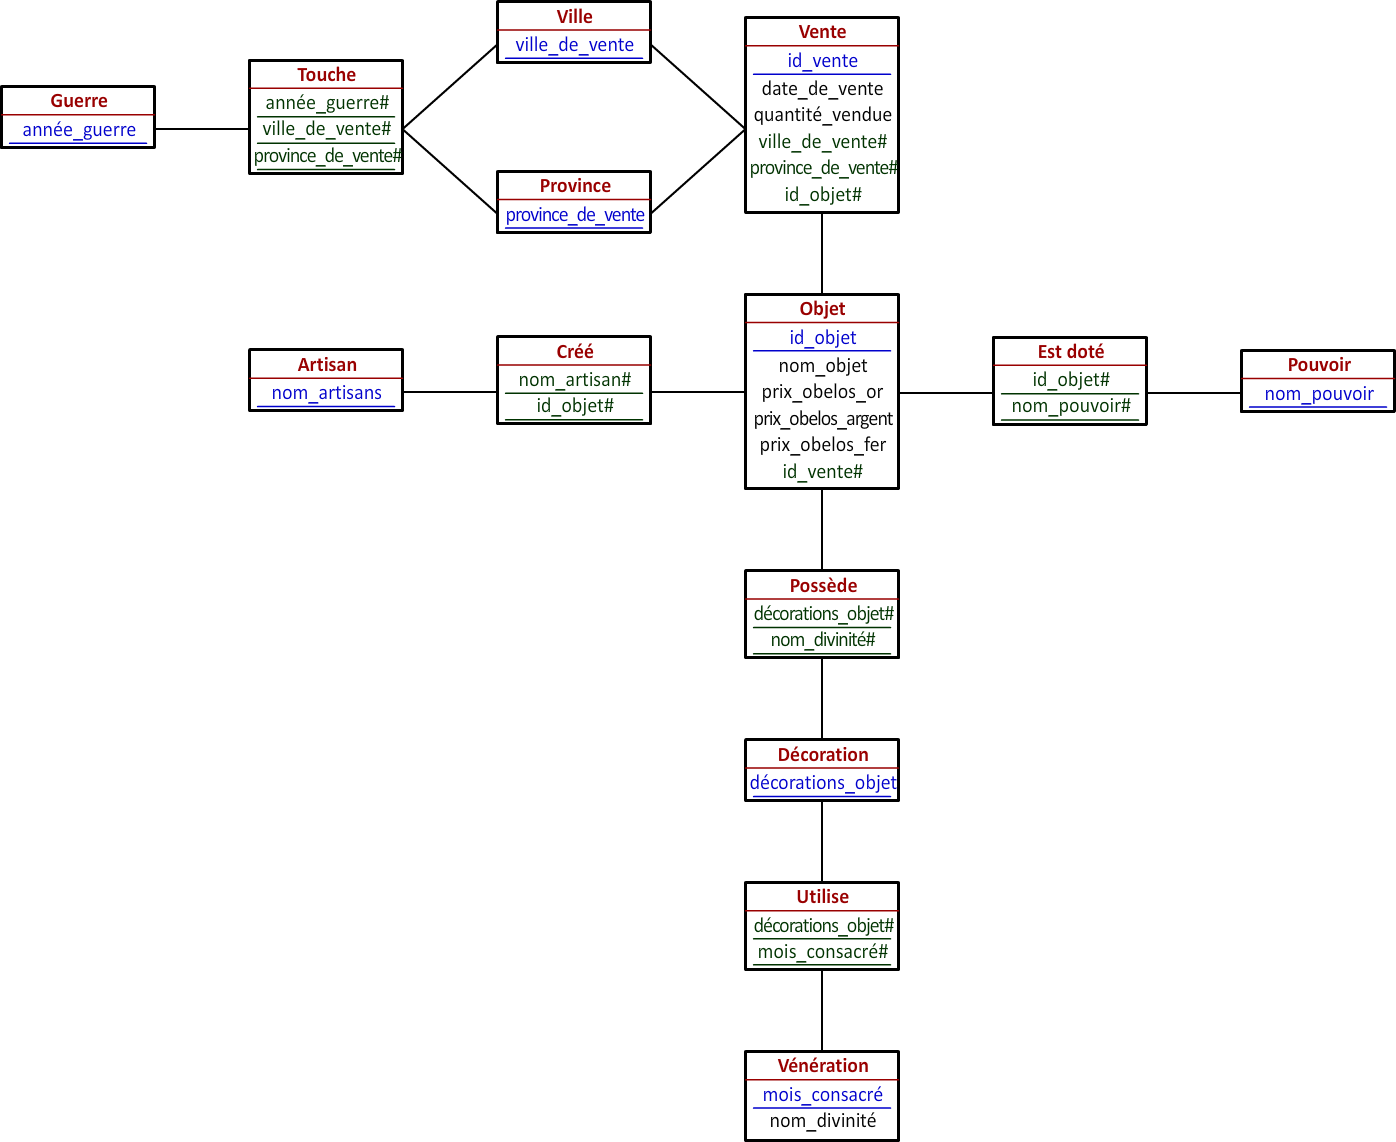 Guerre
année_guerre
Touche
année_guerre#
ville_de_vente#
province_de_vente#
Ville
ville_de_vente
Province
province_de_vente
Vente
id_vente
date_de_vente
quantité_vendue
ville_de_vente#
province_de_vente#
id_objet#
Artisan
nom_artisans
Créé
nom_artisan#
id_objet#
Objet
id_objet
nom_objet
prix_obelos_or
prix_obelos_argent
prix_obelos_fer
id_vente#
Est doté
id_objet#
nom_pouvoir#
Pouvoir
nom_pouvoir
Possède
décorations_objet#
nom_divinité#
Décoration
décorations_objet
Utilise
décorations_objet#
mois_consacré#
Vénération
mois_consacré
nom_divinité